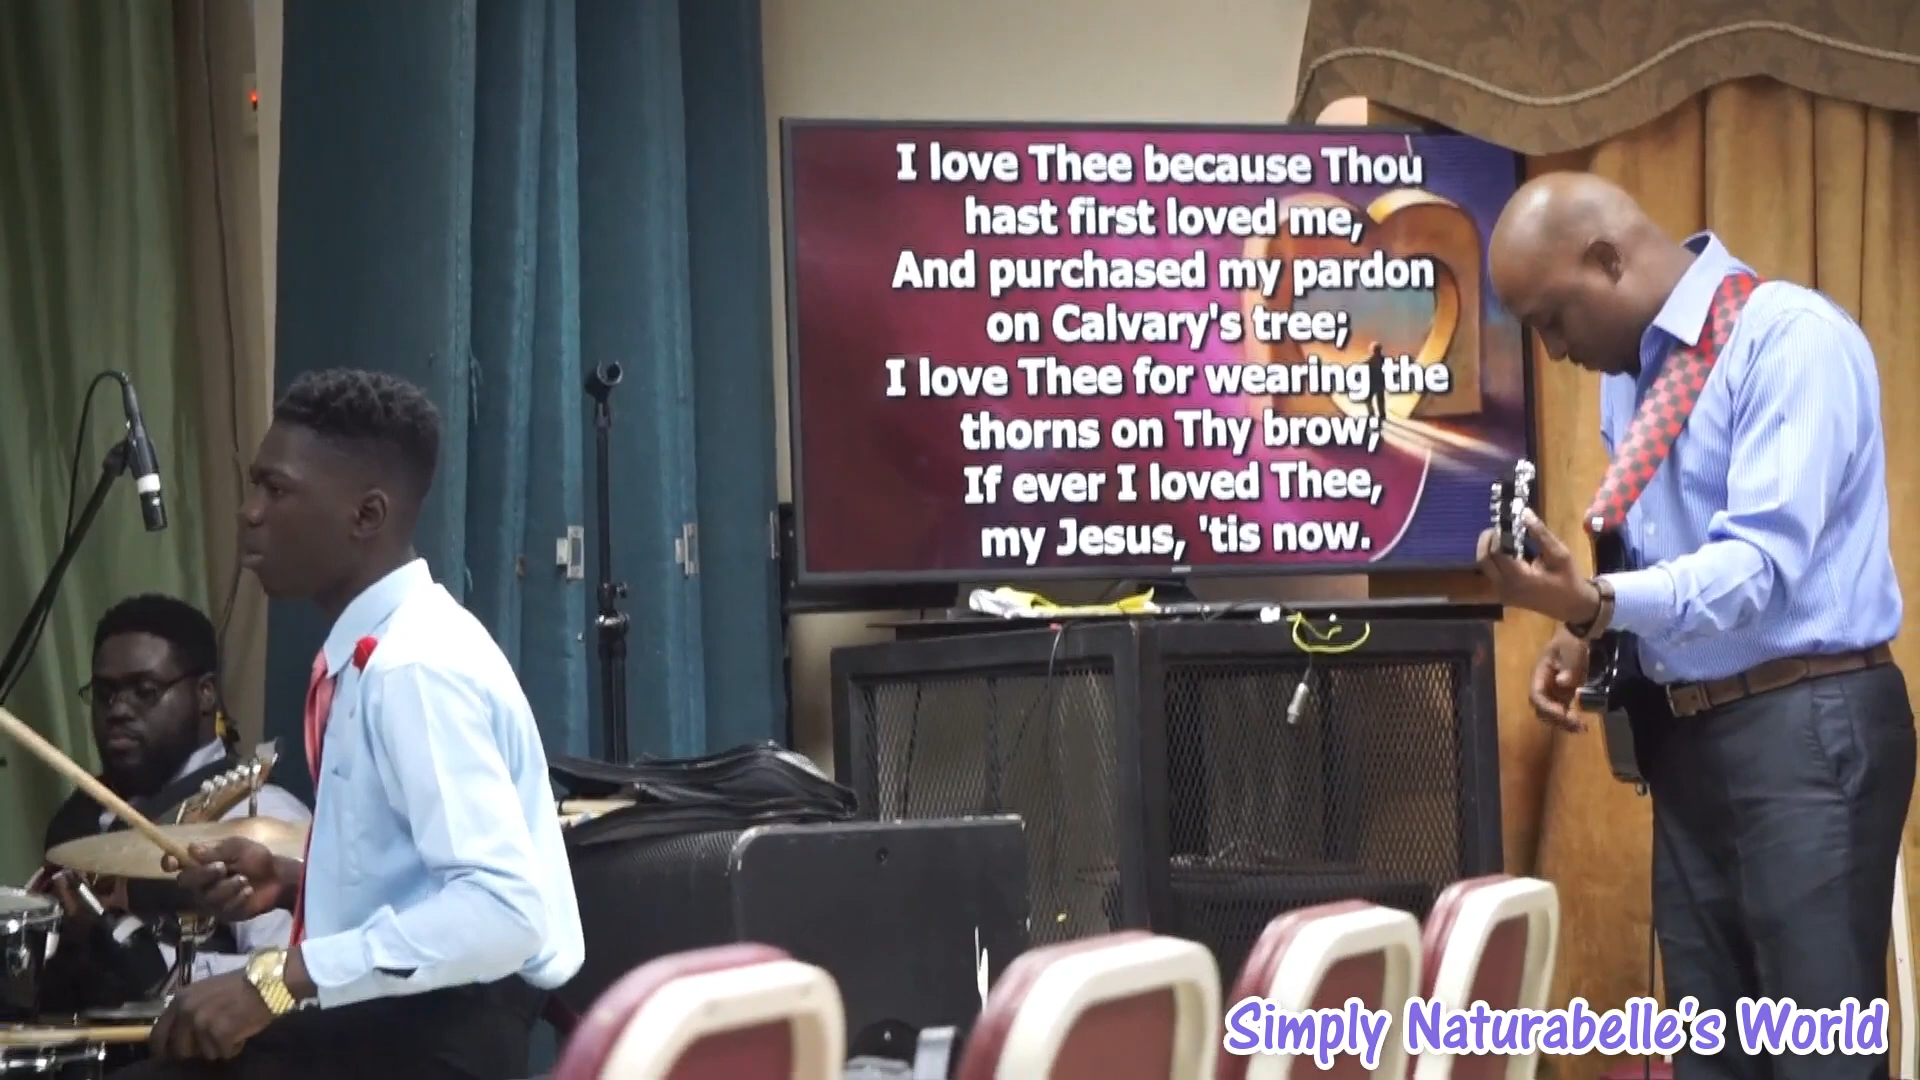 I love Thee because Thou
hast first loved me,
And purchased my pardon
on Calvary's tree;
I love Thee for wearing the
thorns on Thy brow;
If ever I loved Thee,
my Jesus, 'tis now.
Simply Naturabelle's World